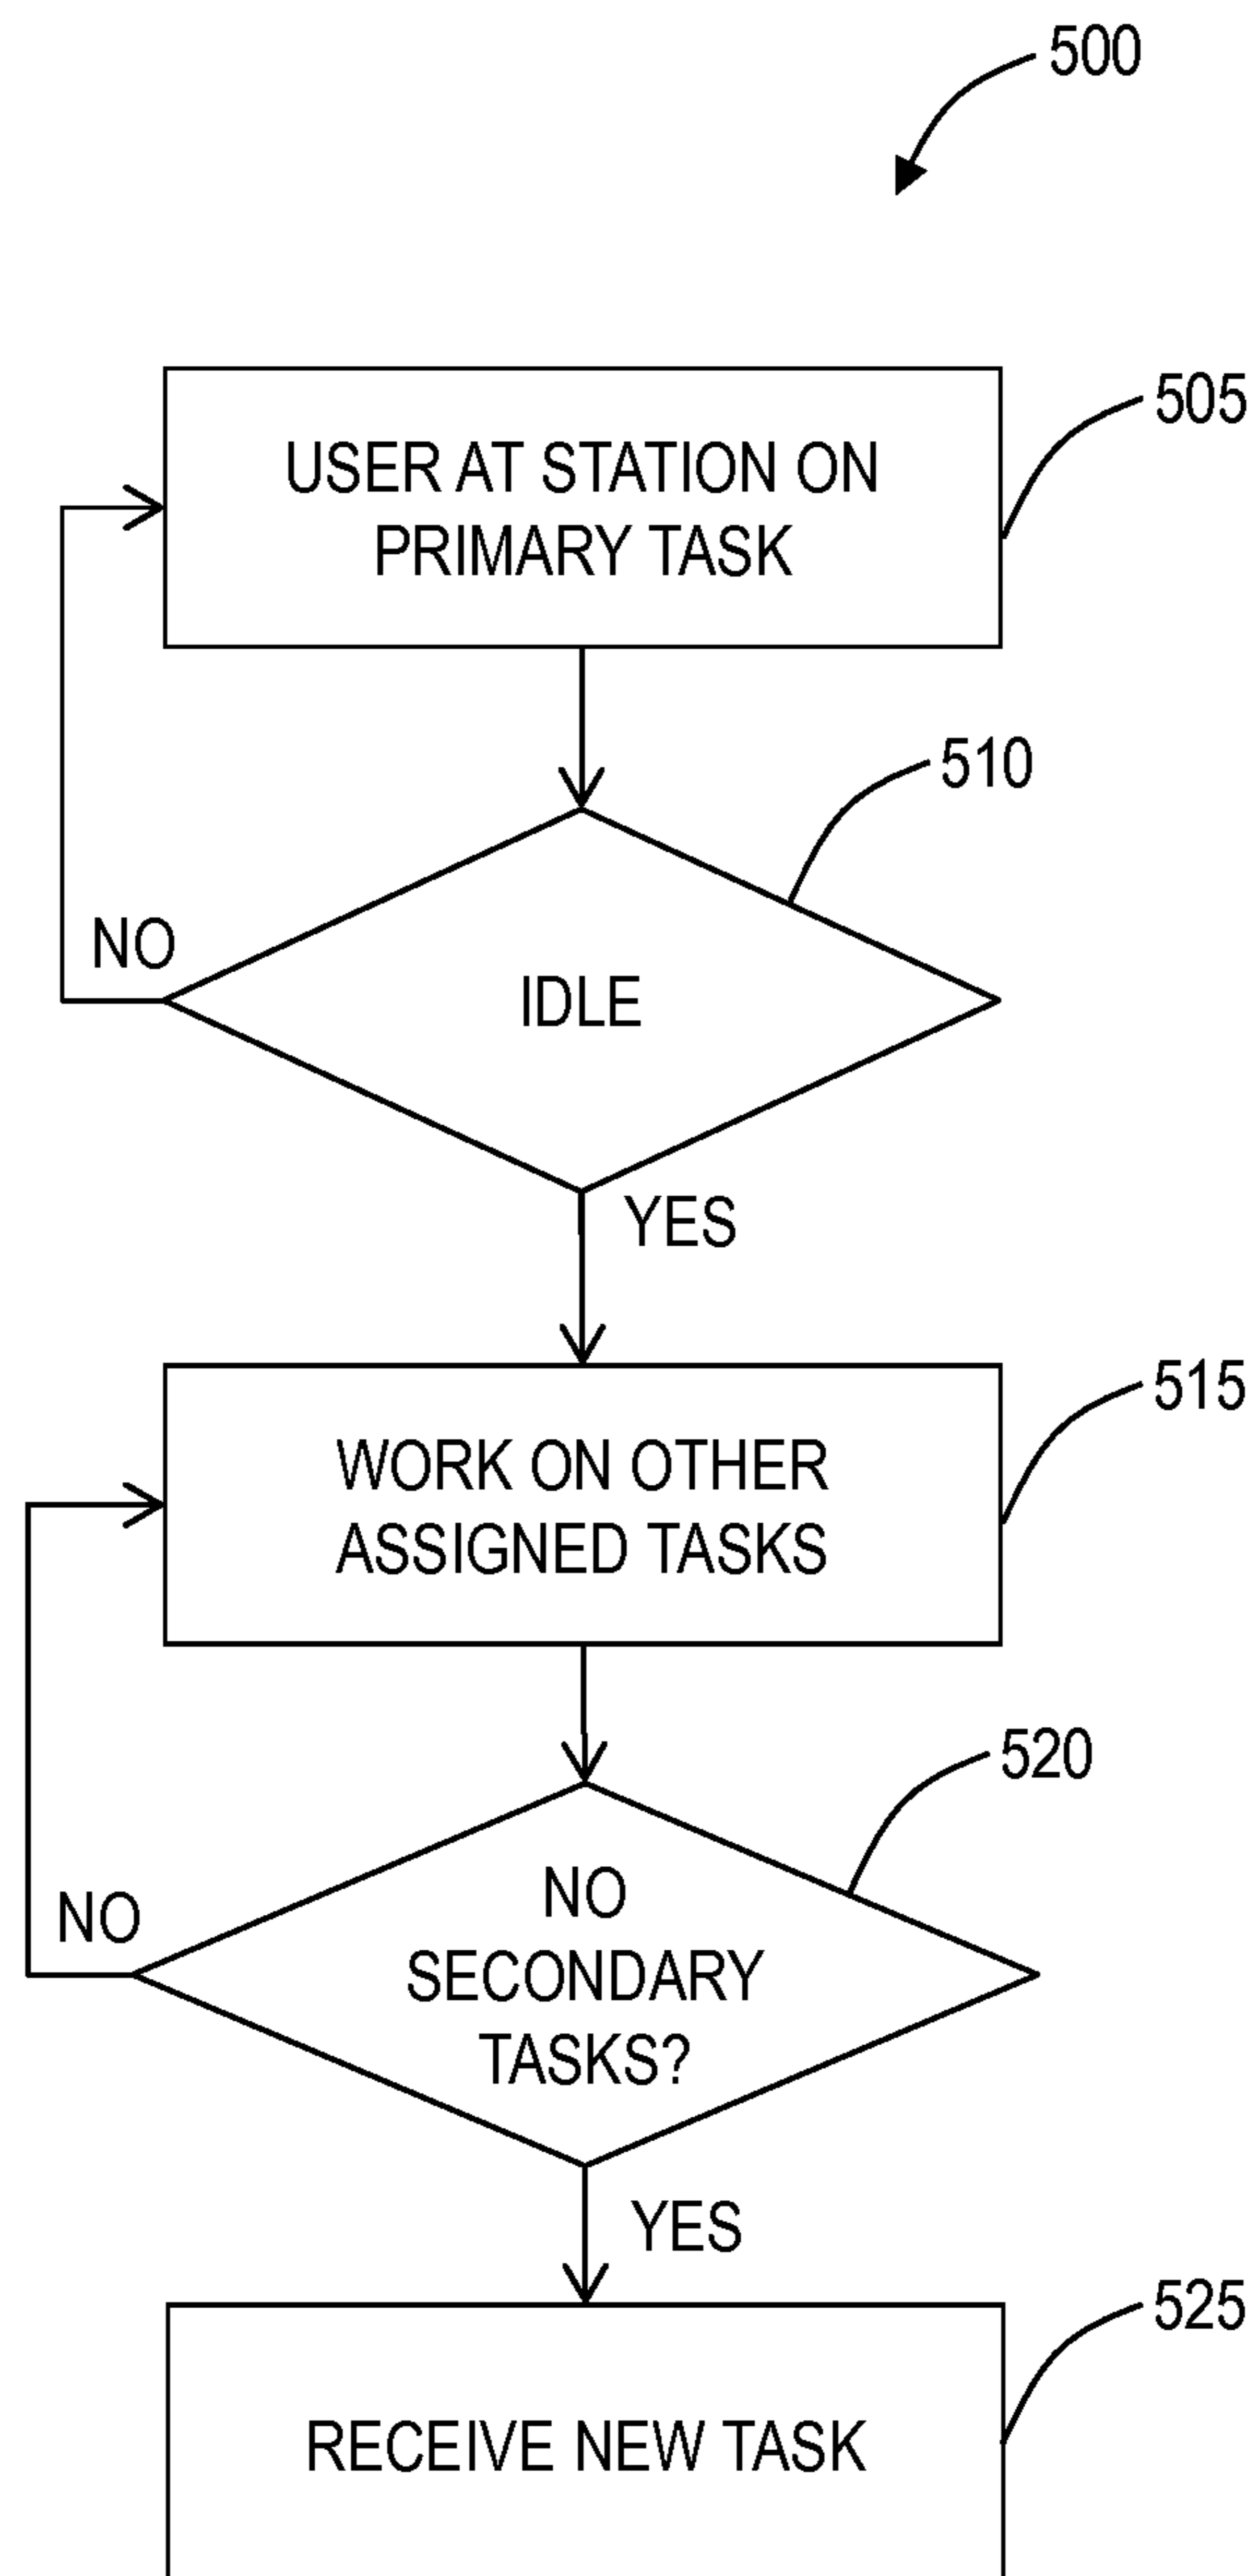 500
505
USER AT STATION ON
PRIMARY TASK
510
NO
IDLE
YES
515
WORK ON OTHER
ASSIGNED TASKS
520
NO
NO
SECONDARY
TASKS?
YES
525
RECEIVE NEW TASK